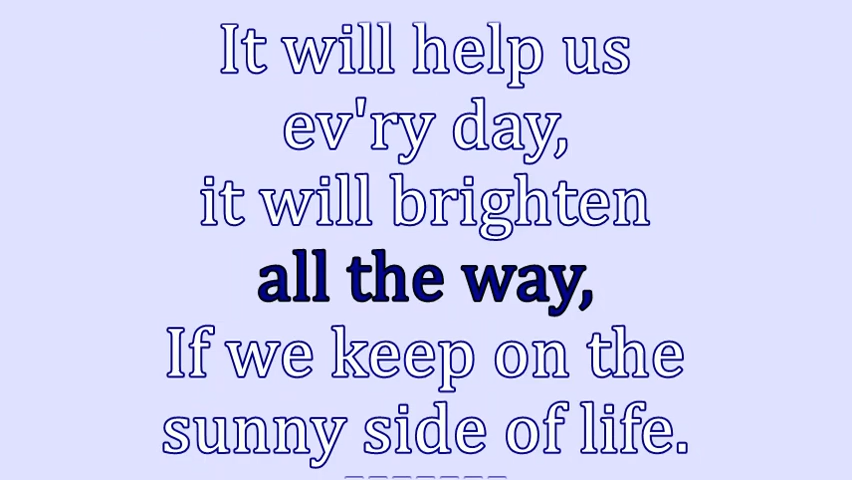 It will help us
ev'ry day,
it will brighten
all the way,
If we keep on the
sunny side of life.